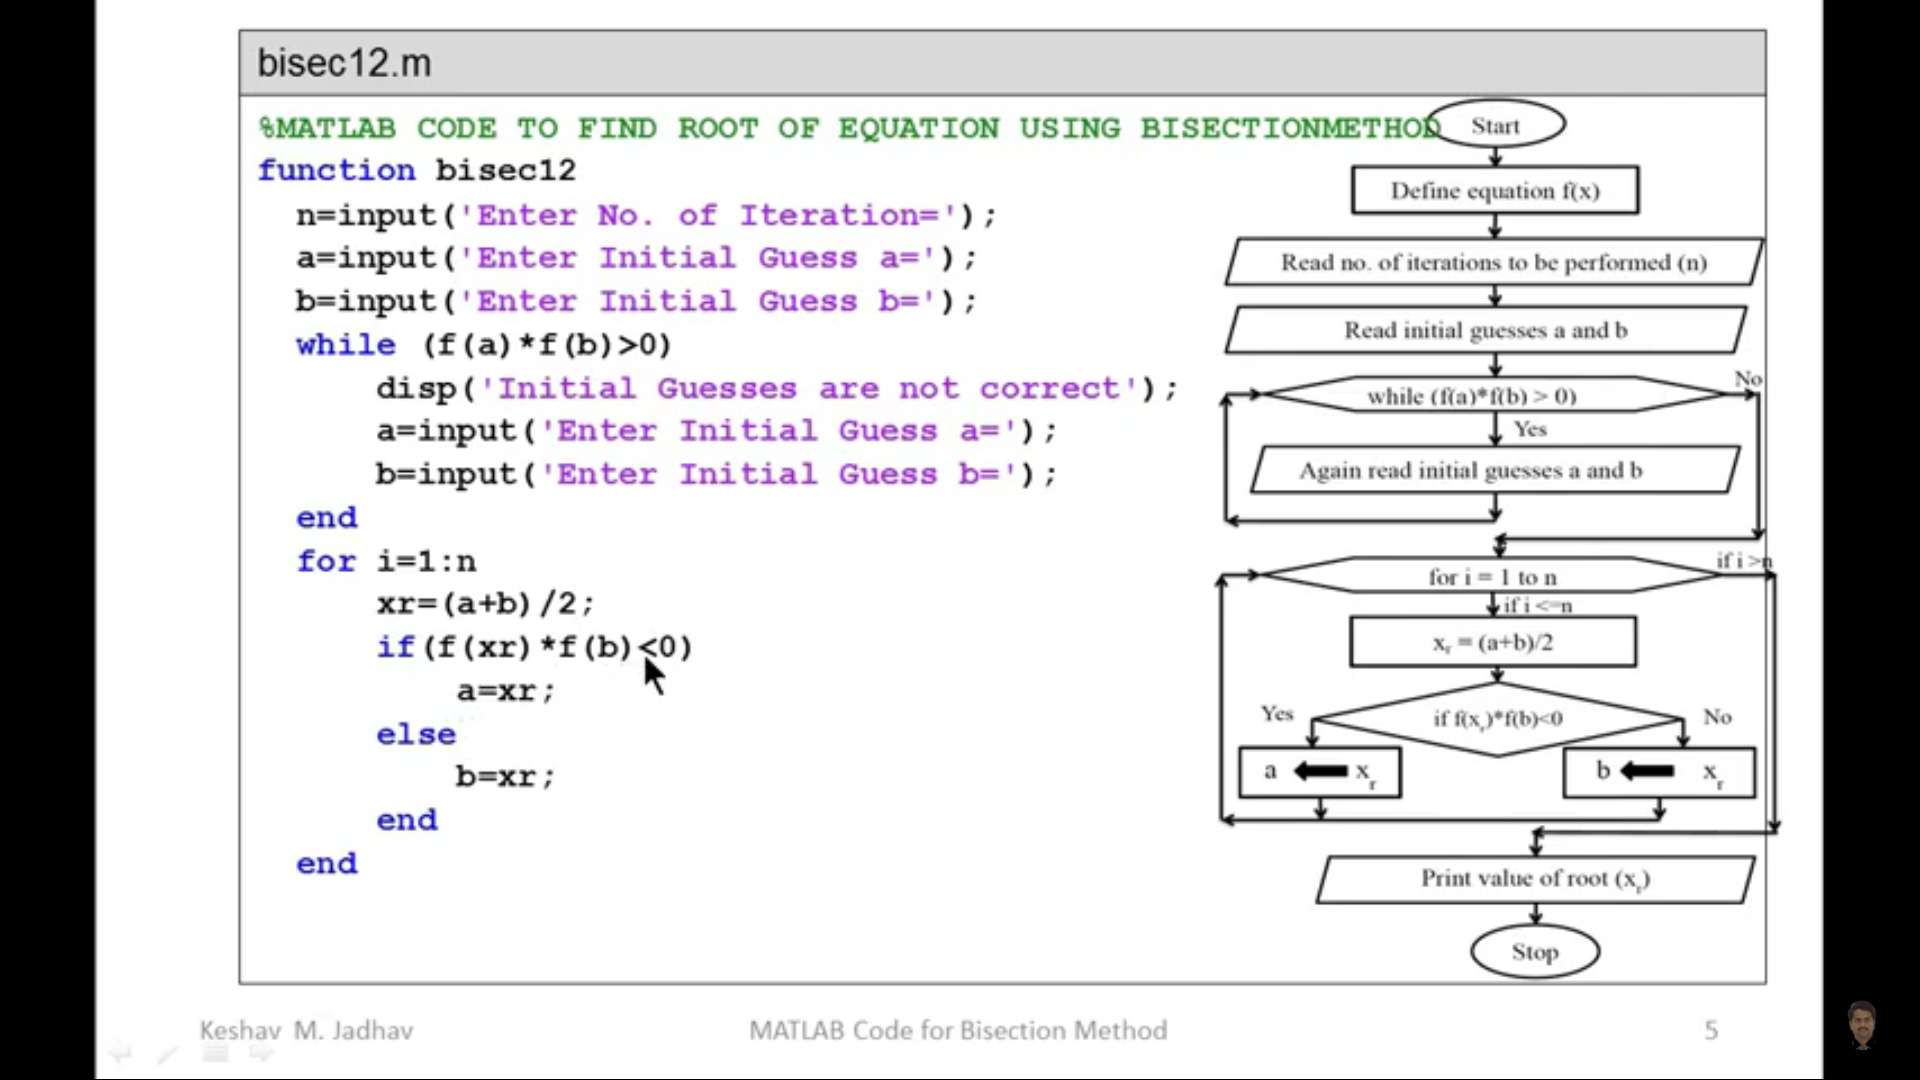 bisec12.m
%MATLAB CODE TO FIND ROOT OF EQUATION USING BISECTIONMETHOD
function bisec12
n=input('Enter No. of Iteration=');
a=input('Enter Initial Guess a=');
b=input('Enter Initial Guess b=');
while (f(a)*f(b)>0)
disp('Initial Guesses are not correct');
a=input('Enter Initial Guess a=');
b=input('Enter Initial Guess b=');
end
for i=1:n
xr=(a+b)/2;
if(f(xr)*f(b)<0)
a=xr;
else
b=xr;
end
end
Start
Define equation f(x)
Read no. of iterations to be performed (n)
Read initial guesses a and b
while (f(a)*f(b) > 0)
No
Yes
Again read initial guesses a and b
for i = 1 to n
if i >n
if i <=n
xr = (a+b)/2
if f(xr)*f(b)<0
Yes
No
a xr
b xr
Print value of root (xr)
Stop
Keshav M. Jadhav
MATLAB Code for Bisection Method
5